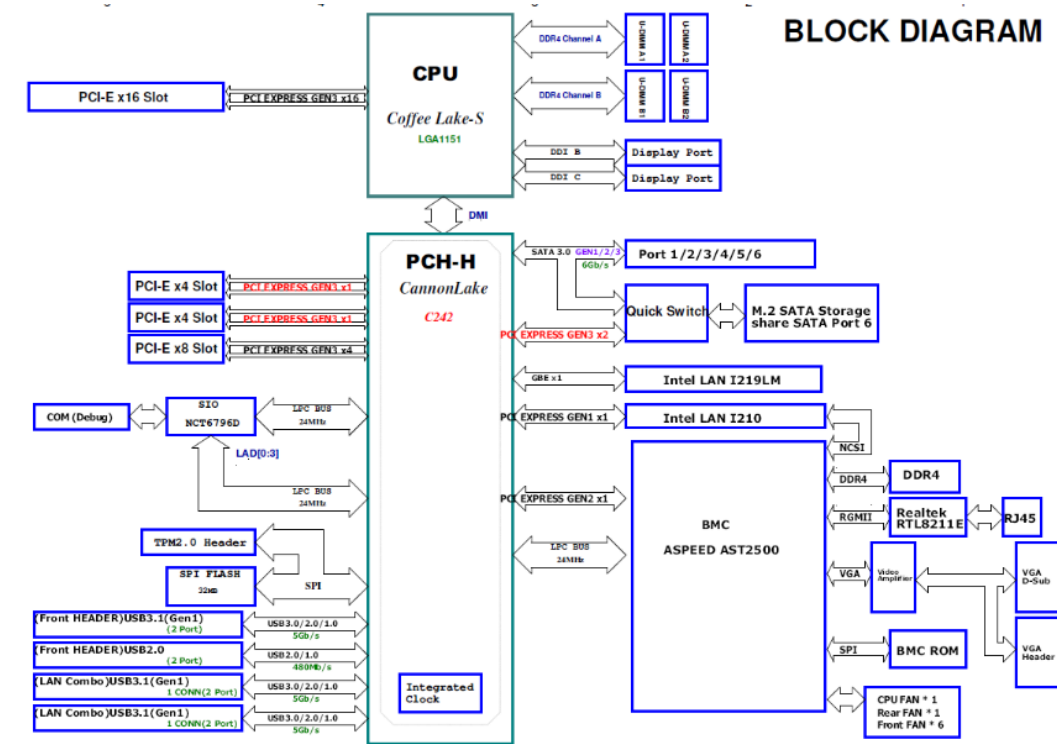 BLOCK DIAGRAM
CPU
Coffee Lake-S
LGA1151
PCI-E x16 Slot
PCI EXPRESS GEN3 x16
DDR4 Channel A
U-DIMM A1
U-DIMM A2
DDR4 Channel B
U-DIMM B1
U-DIMM B2
DDI B
Display Port
DDI C
Display Port
DMI
PCH-H
CannonLake
C242
SATA 3.0 GEN1/2/3
6Gb/s
Port 1/2/3/4/5/6
Quick Switch
M.2 SATA Storage
share SATA Port 6
PCI EXPRESS GEN3 x2
PCI-E x4 Slot
PCI EXPRESS GEN3 x1
PCI-E x4 Slot
PCI EXPRESS GEN3 x1
PCI-E x8 Slot
PCI EXPRESS GEN3 x4
GBE x1
Intel LAN I219LM
PCI EXPRESS GEN1 x1
Intel LAN I210
NCSI
COM (Debug)
SIO
NCT6796D
LPC BUS
24MHz
LAD[0:3]
LPC BUS
24MHz
PCI EXPRESS GEN2 x1
LPC BUS
24MHz
BMC
ASPEED AST2500
DDR4
DDR4
RGMII
Realtek
RTL8211E
RJ45
VGA
Video
Amplifier
VGA
D-Sub
VGA
Header
SPI
BMC ROM
CPU FAN * 1
Rear FAN * 1
Front FAN * 6
TPM2.0 Header
SPI FLASH
32MB
SPI
(Front HEADER)USB3.1(Gen1)
(2 Port)
USB3.0/2.0/1.0
5Gb/s
(Front HEADER)USB2.0
(2 Port)
USB2.0/1.0
480Mb/s
(LAN Combo)USB3.1(Gen1)
1 CONN(2 Port)
USB3.0/2.0/1.0
5Gb/s
(LAN Combo)USB3.1(Gen1)
1 CONN(2 Port)
USB3.0/2.0/1.0
5Gb/s
Integrated
Clock